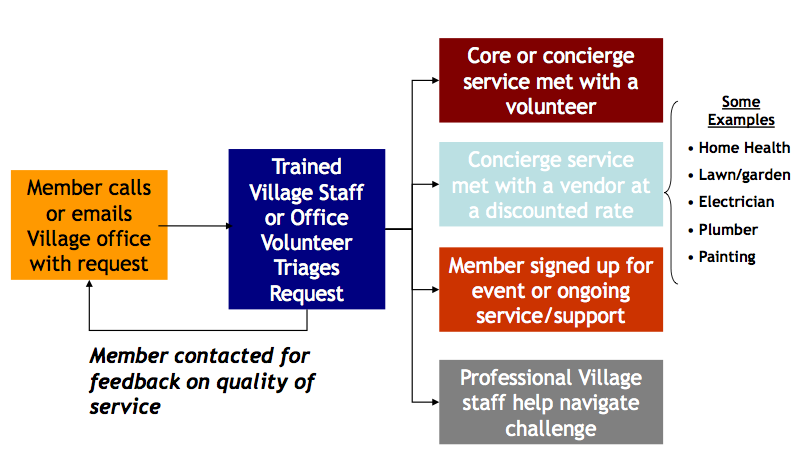 Member calls
or emails
Village office
with request
Trained
Village Staff
or Office
Volunteer
Triages
Request
Member contacted for
feedback on quality of
service
Core or concierge
service met with a
volunteer
Concierge service
met with a vendor at
a discounted rate
Member signed up for
event or ongoing
service/support
Professional Village
staff help navigate
challenge
Some
Examples
• Home Health
• Lawn/garden
• Electrician
• Plumber
• Painting